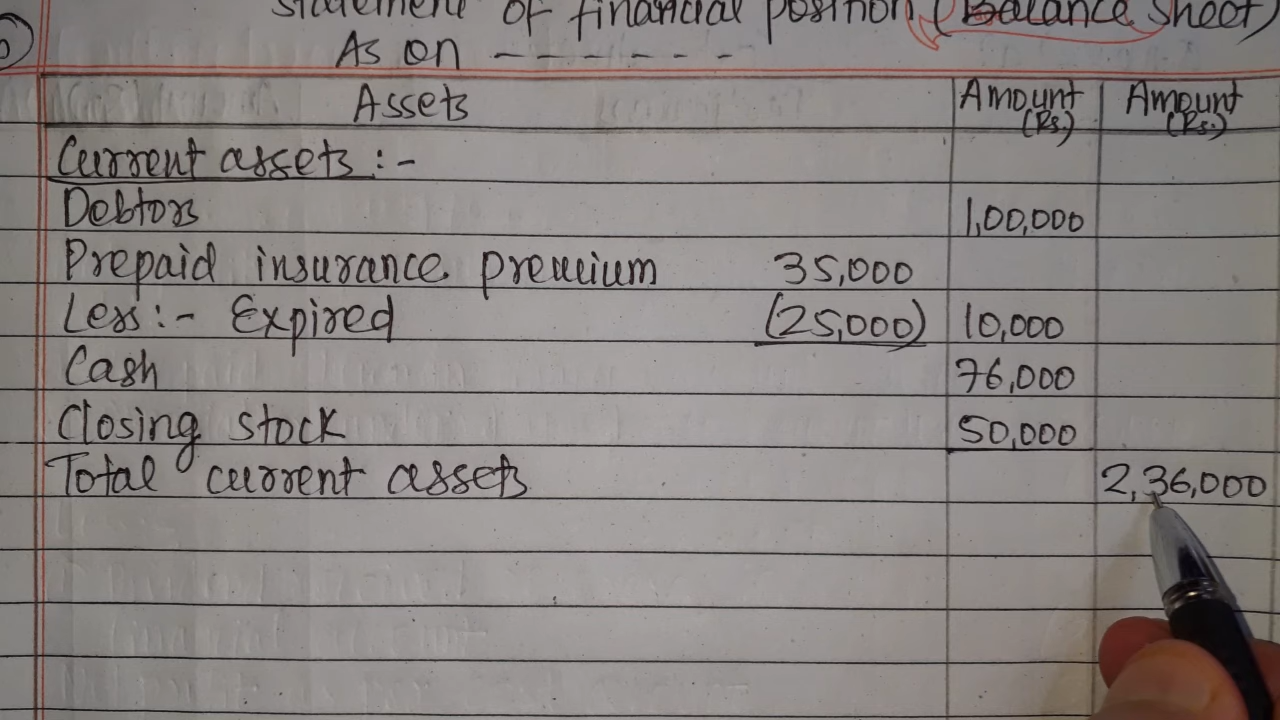 Statement of financial position (Balance Sheet)
As on - - - - - - -
Assets Amount (Rs) Amount (Rs.)
Current assets :-
Debtors 1,00,000
Prepaid insurance premium 35,000
Less :- Expired (25,000) 10,000
Cash 76,000
Closing stock 50,000
Total current assets 2,36,000